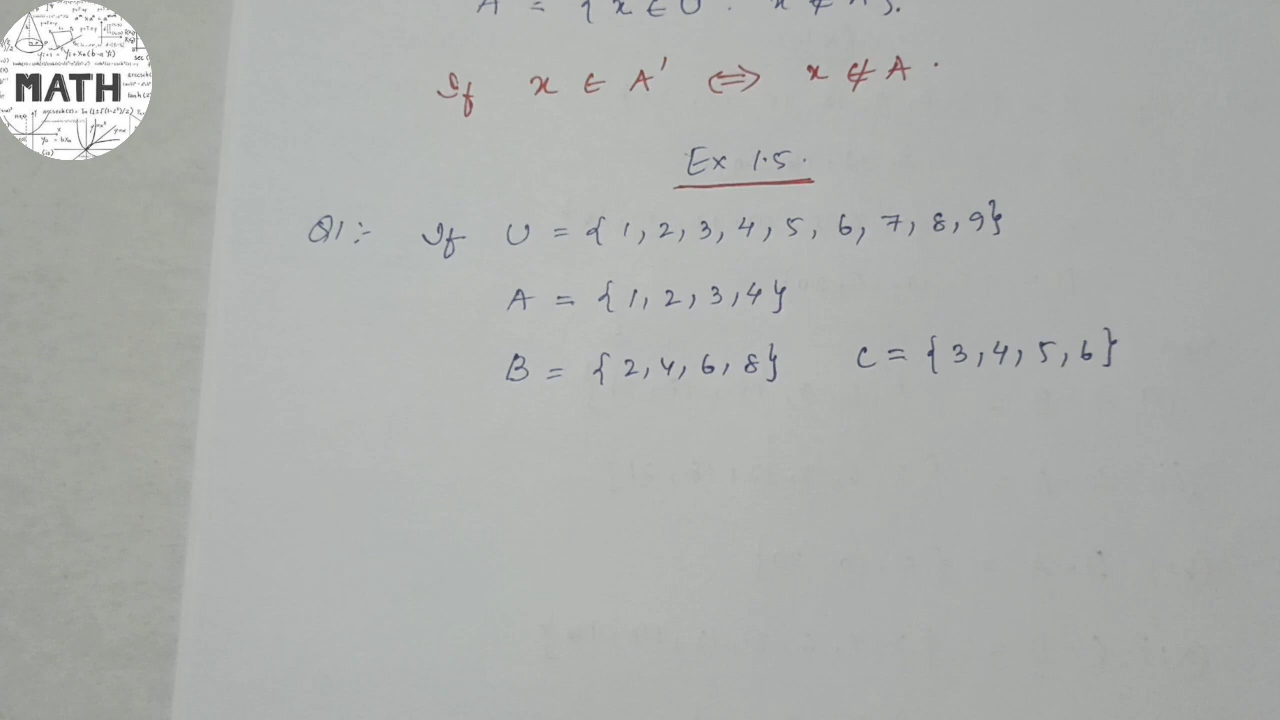 MATH
A = { x ∈ U : x ∉ A }.
If x ∈ A' ⟺ x ∉ A .
Ex 1.5.
Q1:- If U = { 1, 2, 3, 4, 5, 6, 7, 8, 9}
A = { 1, 2, 3, 4 }
B = { 2, 4, 6, 8} C = { 3, 4, 5, 6 }